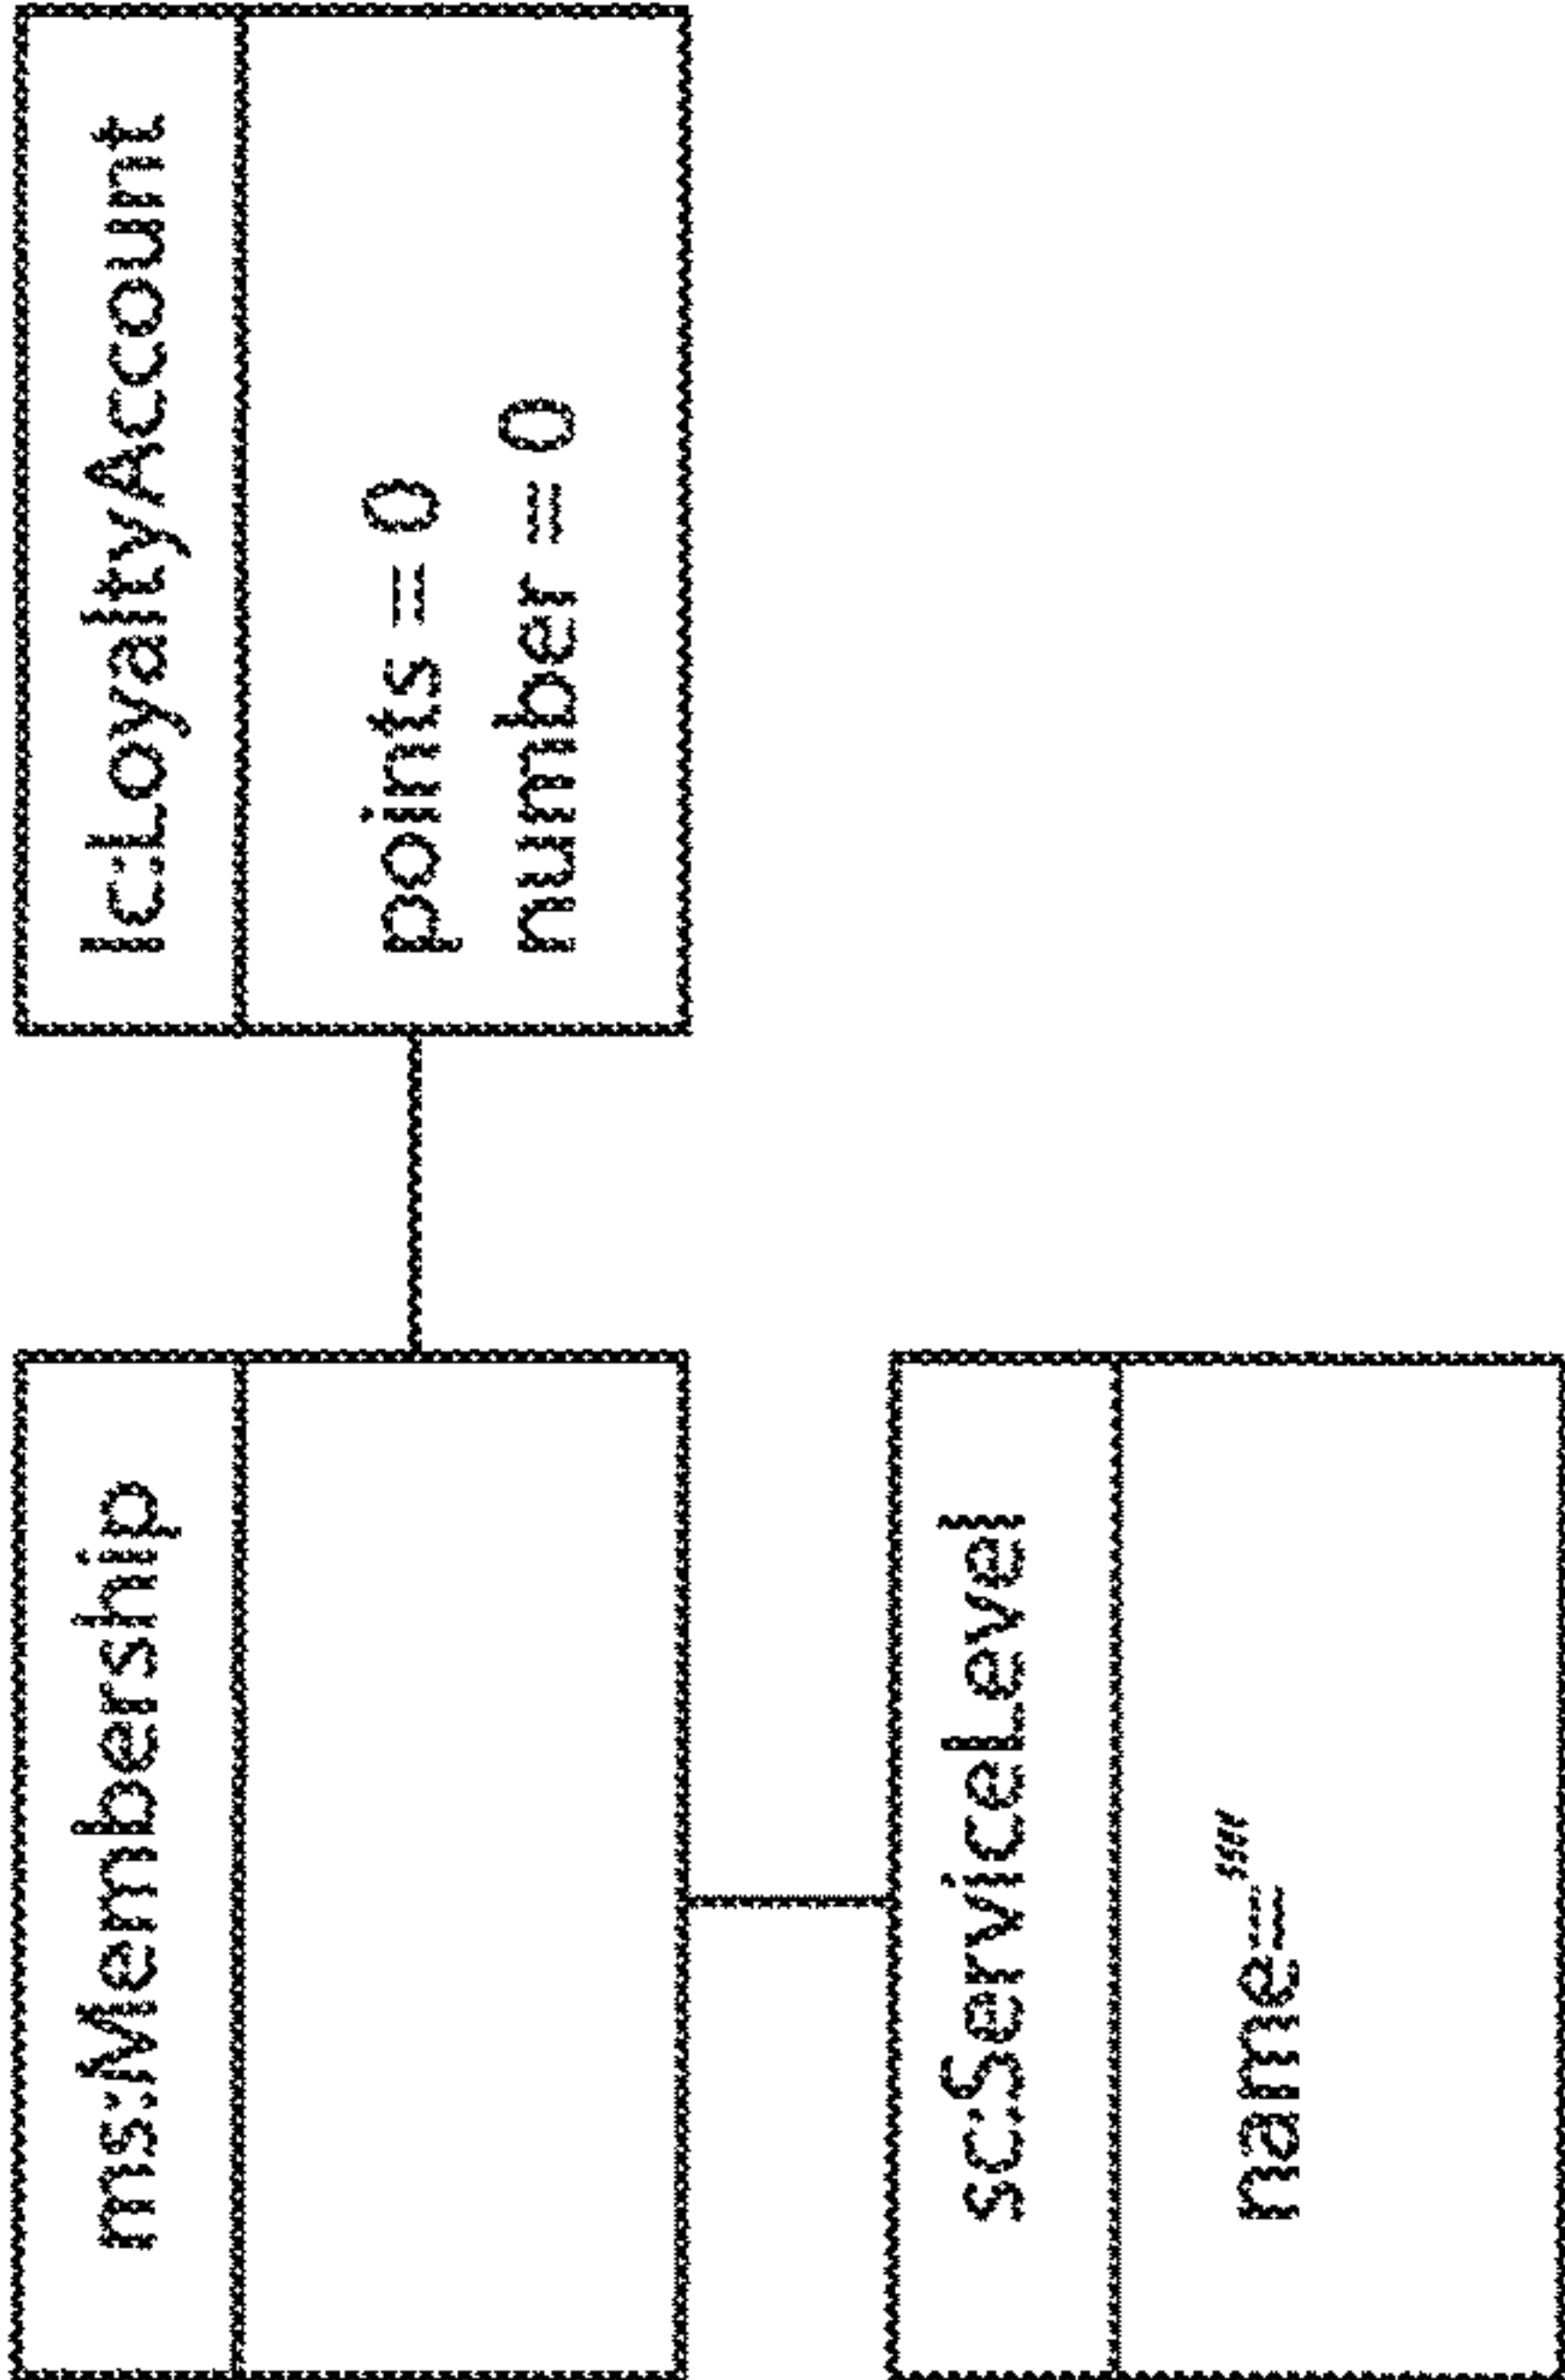 ms:Membership
lc:LoyaltyAccount
points = 0
number = 0
sc:ServiceLevel
name=“”